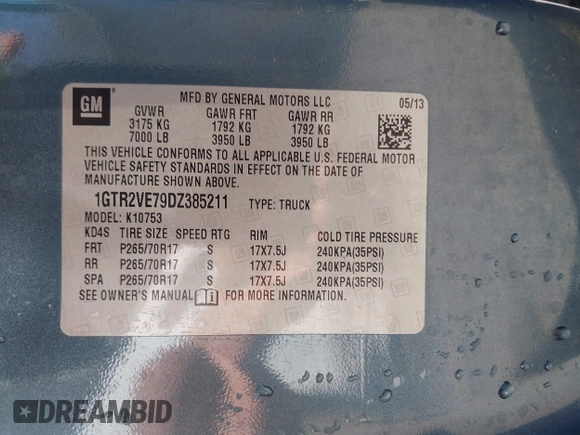 GM
MFD BY GENERAL MOTORS LLC 05/13
GVWR GAWR FRT GAWR RR
3175 KG 1792 KG 1792 KG
7000 LB 3950 LB 3950 LB
THIS VEHICLE CONFORMS TO ALL APPLICABLE U.S. FEDERAL MOTOR
VEHICLE SAFETY STANDARDS IN EFFECT ON THE DATE OF
MANUFACTURE SHOWN ABOVE.
1GTR2VE79DZ385211 TYPE: TRUCK
MODEL: K10753
KD4S TIRE SIZE SPEED RTG RIM COLD TIRE PRESSURE
FRT P265/70R17 S 17X7.5J 240KPA(35PSI)
RR P265/70R17 S 17X7.5J 240KPA(35PSI)
SPA P265/70R17 S 17X7.5J 240KPA(35PSI)
SEE OWNER'S MANUAL FOR MORE INFORMATION.
DREAMBID